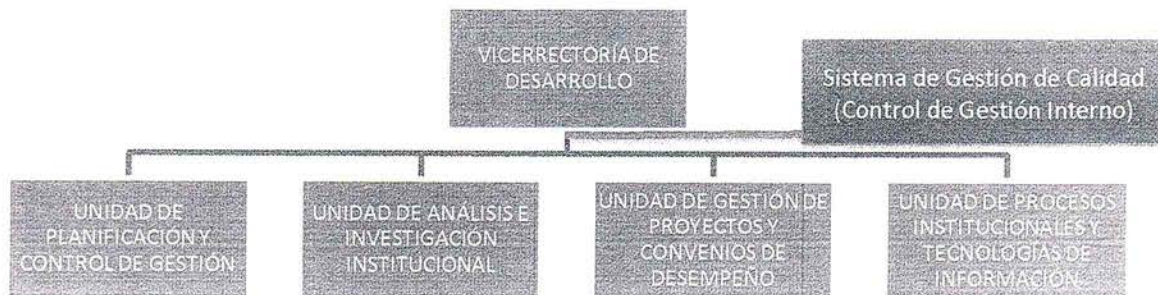 VICERRECTORÍA DE
DESARROLLO
Sistema de Gestión de Calidad
(Control de Gestión Interno)
UNIDAD DE
PLANIFICACIÓN Y
CONTROL DE GESTIÓN
UNIDAD DE ANÁLISIS E
INVESTIGACIÓN
INSTITUCIONAL
UNIDAD DE GESTIÓN DE
PROYECTOS Y
CONVENIOS DE
DESEMPEÑO
UNIDAD DE PROCESOS
INSTITUCIONALES Y
TECNOLOGÍAS DE
INFORMACIÓN.